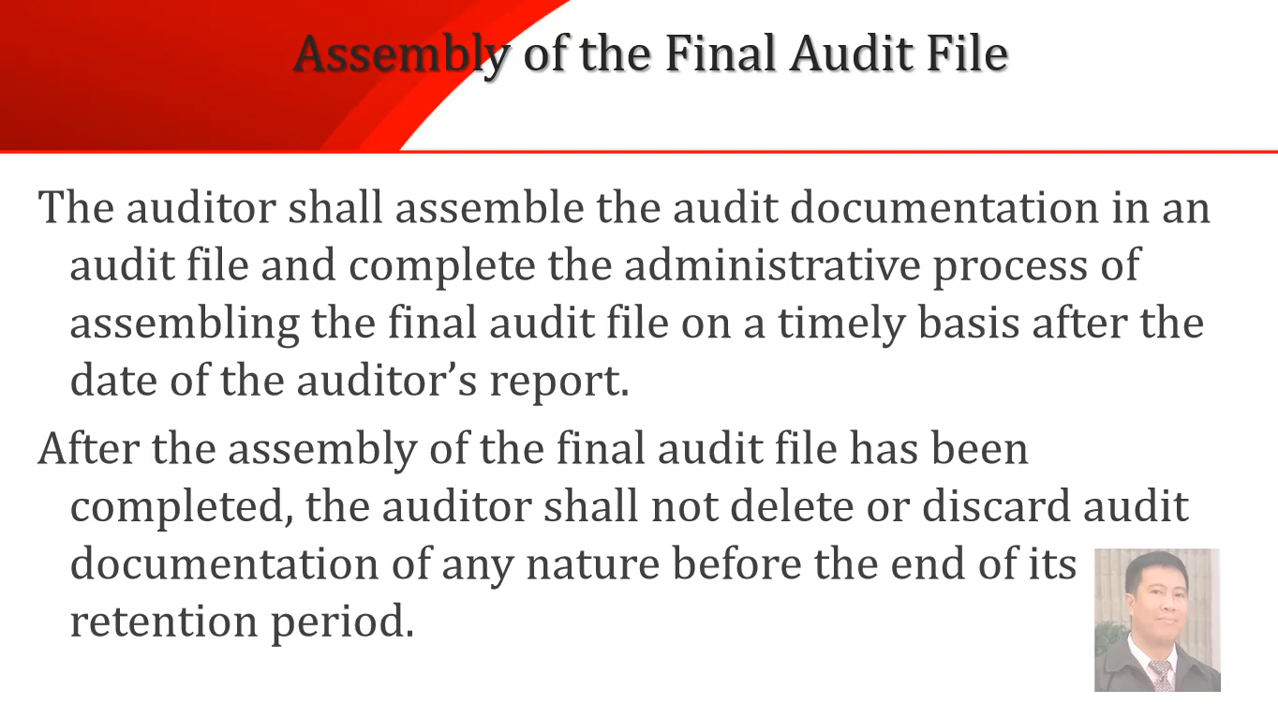 Assembly of the Final Audit File
The auditor shall assemble the audit documentation in an
audit file and complete the administrative process of
assembling the final audit file on a timely basis after the
date of the auditor’s report.
After the assembly of the final audit file has been
completed, the auditor shall not delete or discard audit
documentation of any nature before the end of its
retention period.